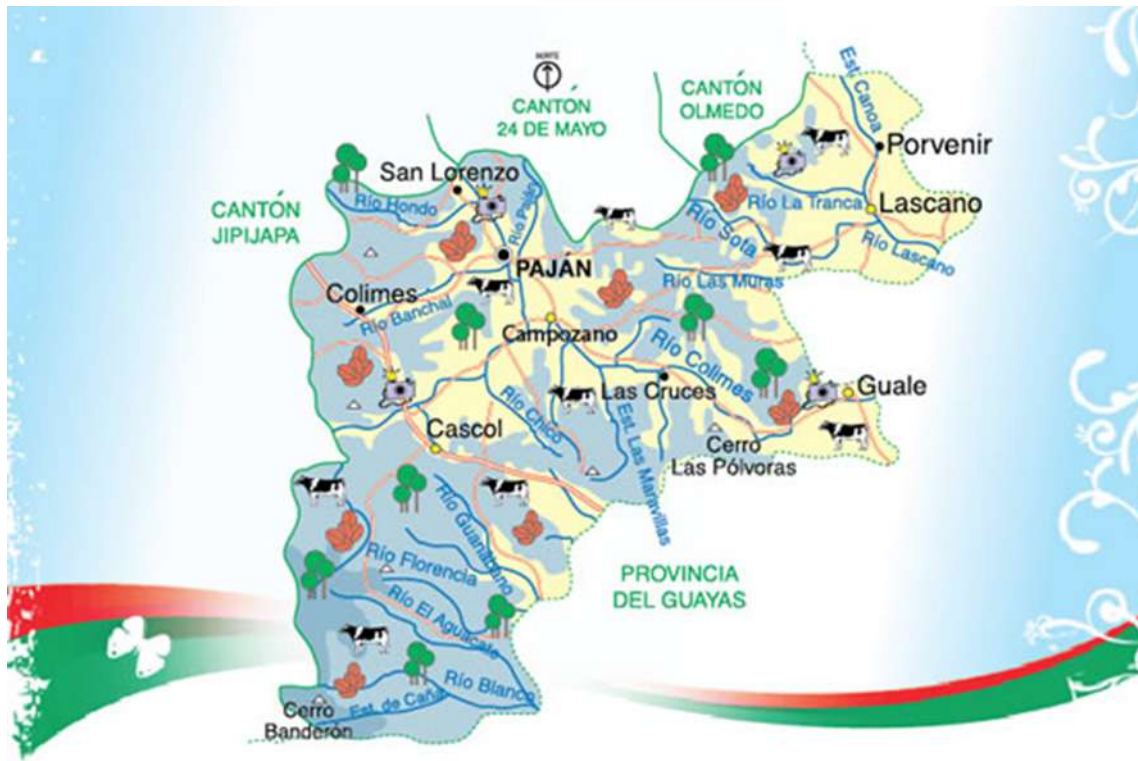 NORTE
CANTÓN
24 DE MAYO
CANTÓN
OLMEDO
Est. Canoa
Porvenir
San Lorenzo
Río Hondo
Río Paján
CANTÓN
JIPIJAPA
Río La Tranca
Lascano
Río Sota
Río Lascano
PAJÁN
Río Las Muras
Colimes
Río Banchal
Campozano
Río Colimes
Las Cruces
Guale
Río Chico
Est. Las Maravillas
Cascol
Cerro
Las Pólvoras
Río Guanábano
Río Florencia
PROVINCIA
DEL GUAYAS
Río El Aguacate
Río Blanco
Est. de Cañas
Cerro
Banderón